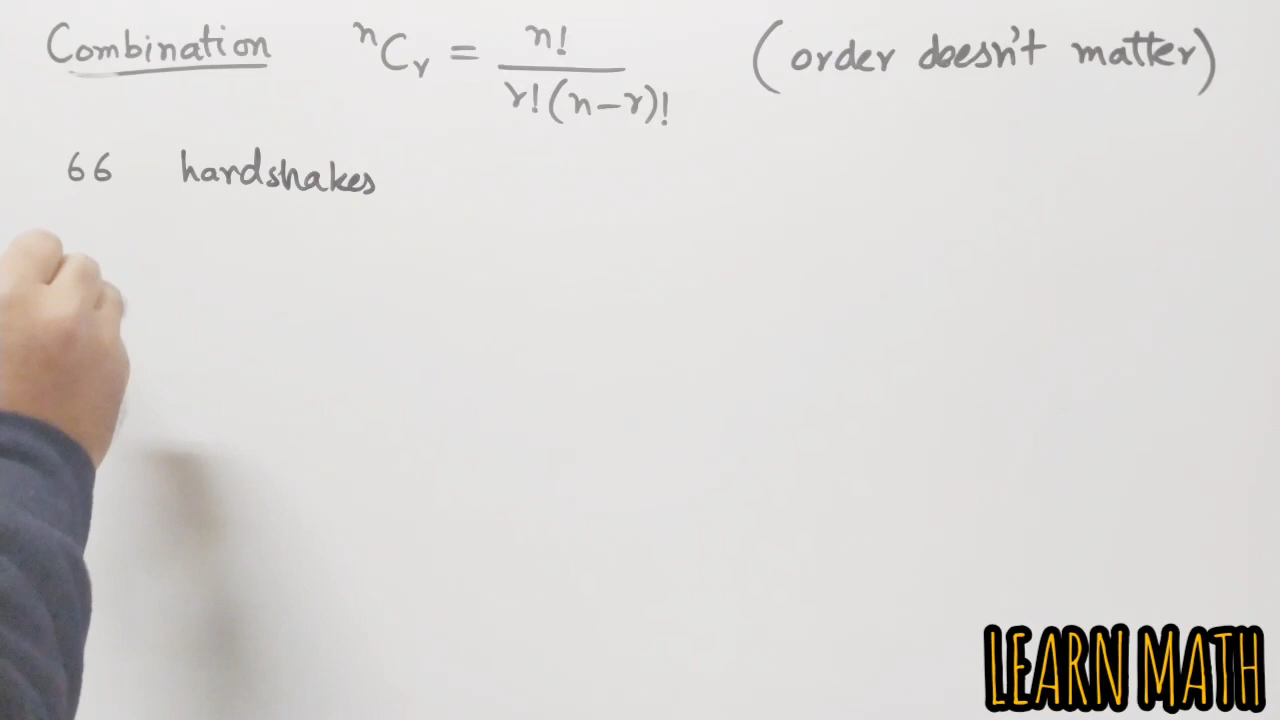 Combination ⁿCᵣ = n! / r!(n-r)! (order doesn't matter)
66 handshakes
LEARN MATH